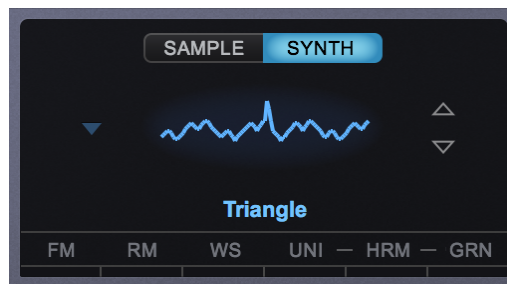 SAMPLE SYNTH
Triangle
FM RM WS UNI — HRM — GRN